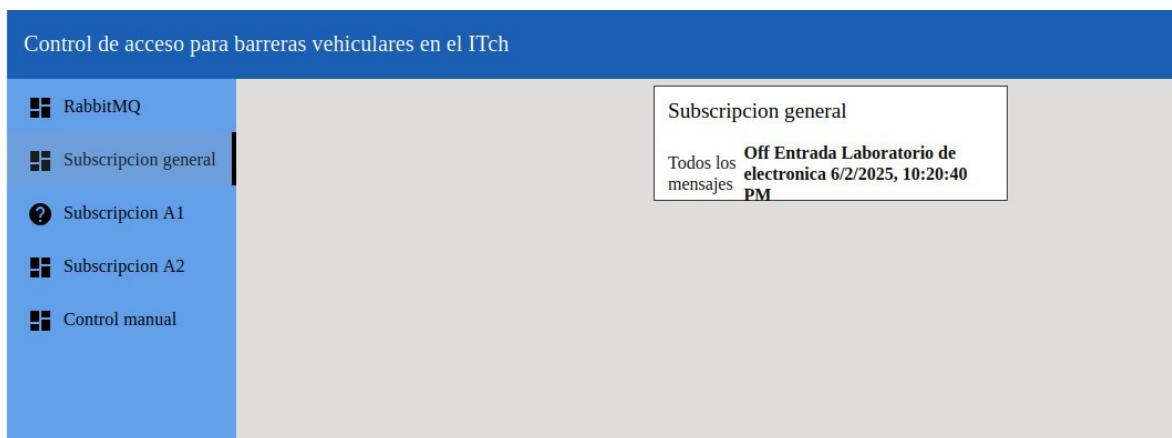 Control de acceso para barreras vehiculares en el ITch
RabbitMQ
Subscripcion general
Subscripcion A1
Subscripcion A2
Control manual
Subscripcion general
Todos los
mensajes
Off Entrada Laboratorio de
electronica 6/2/2025, 10:20:40
PM